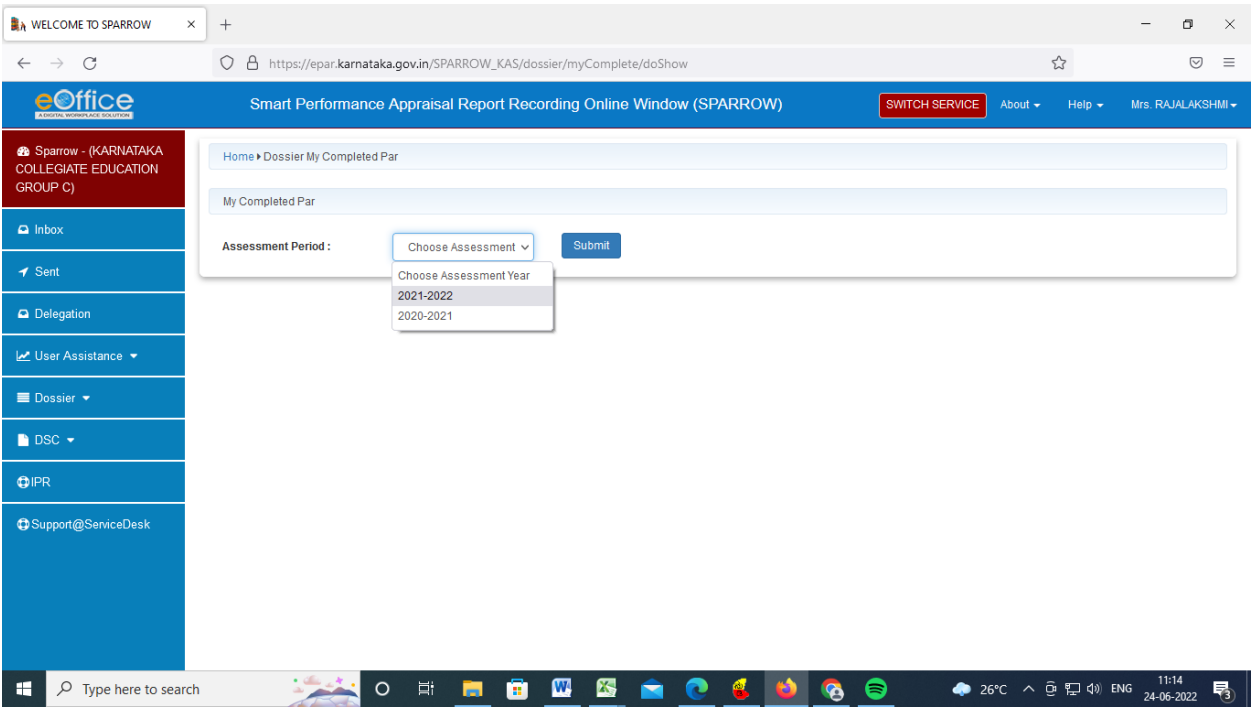 WELCOME TO SPARROW
https://epar.karnataka.gov.in/SPARROW_KAS/dossier/myComplete/doShow
eOffice
A DIGITAL WORKPLACE SOLUTION
Smart Performance Appraisal Report Recording Online Window (SPARROW)
SWITCH SERVICE
About
Help
Mrs. RAJALAKSHMI
Sparrow - (KARNATAKA
COLLEGIATE EDUCATION
GROUP C)
Inbox
Sent
Delegation
User Assistance
Dossier
DSC
IPR
Support@ServiceDesk
Home Dossier My Completed Par
My Completed Par
Assessment Period :
Choose Assessment
Submit
Choose Assessment Year
2021-2022
2020-2021
Type here to search
26°C
ENG
11:14
24-06-2022
3